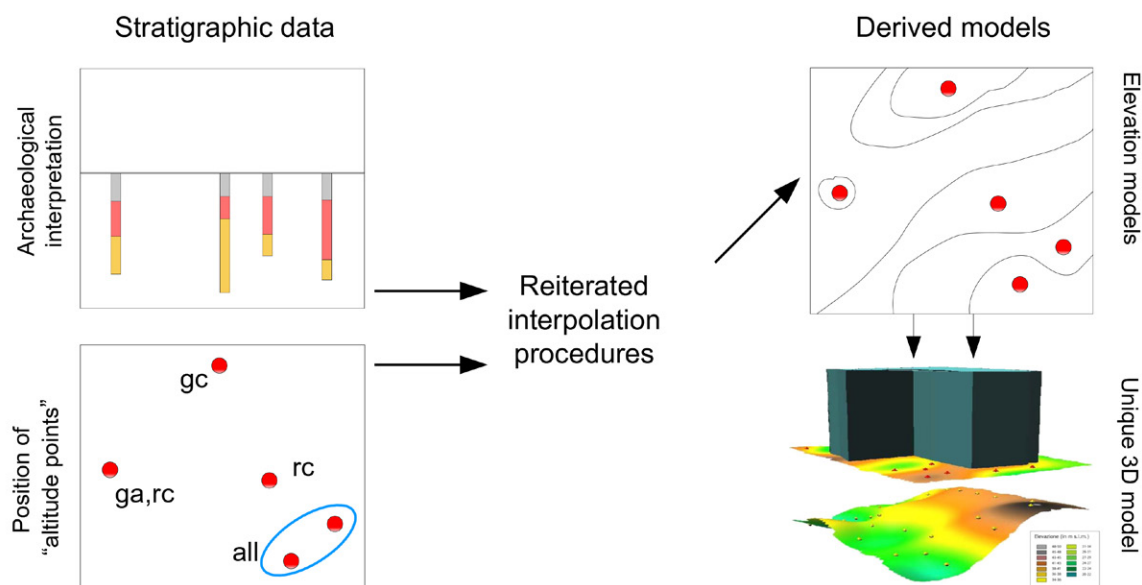 Stratigraphic data
Derived models
Archaeological
interpretation
Elevation models
Reiterated
interpolation
procedures
Position of
“altitude points”
gc
ga,rc
rc
all
Unique 3D model